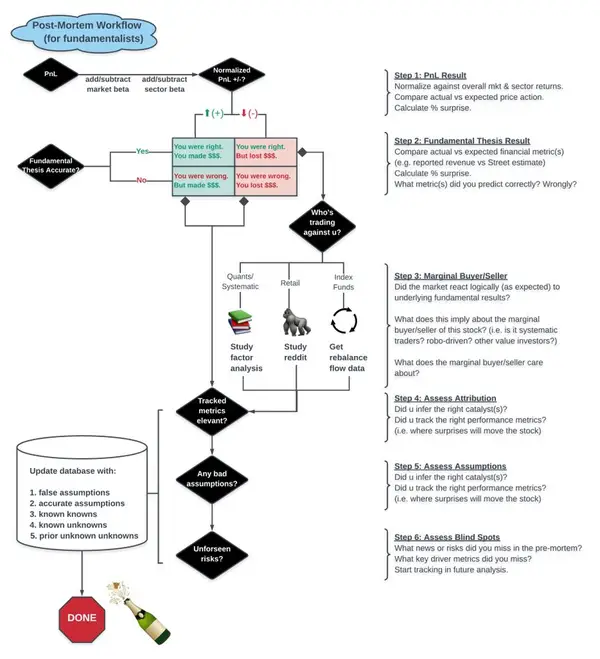 Post-Mortem Workflow
(for fundamentalists)
PnL
add/subtract
market beta
add/subtract
sector beta
Normalized
PnL +/-?
(+)
(-)
Fundamental
Thesis Accurate?
Yes
No
You were right.
You made $$$.
You were right.
But lost $$$.
You were wrong.
But made $$$.
You were wrong.
You lost $$$.
Who's
trading
against u?
Quants/
Systematic
Retail
Index
Funds
Study
factor
analysis
Study
reddit
Get
rebalance
flow data
Tracked
metrics
relevant?
Any bad
assumptions?
Unforseen
risks?
Update database with:
1. false assumptions
2. accurate assumptions
3. known knowns
4. known unknowns
5. prior unknown unknowns
DONE
Step 1: PnL Result
Normalize against overall mkt & sector returns.
Compare actual vs expected price action.
Calculate % surprise.
Step 2: Fundamental Thesis Result
Compare actual vs expected financial metric(s)
(e.g. reported revenue vs Street estimate)
Calculate % surprise.
What metric(s) did you predict correctly? Wrongly?
Step 3: Marginal Buyer/Seller
Did the market react logically (as expected) to
underlying fundamental results?
What does this imply about the marginal
buyer/seller of this stock? (i.e. is it systematic
traders? robo-driven? other value investors?)
What does the marginal buyer/seller care
about?
Step 4: Assess Attribution
Did u infer the right catalyst(s)?
Did u track the right performance metrics?
(i.e. where surprises will move the stock)
Step 5: Assess Assumptions
Did u infer the right catalyst(s)?
Did u track the right performance metrics?
(i.e. where surprises will move the stock)
Step 6: Assess Blind Spots
What news or risks did you miss in the pre-mortem?
What key driver metrics did you miss?
Start tracking in future analysis.